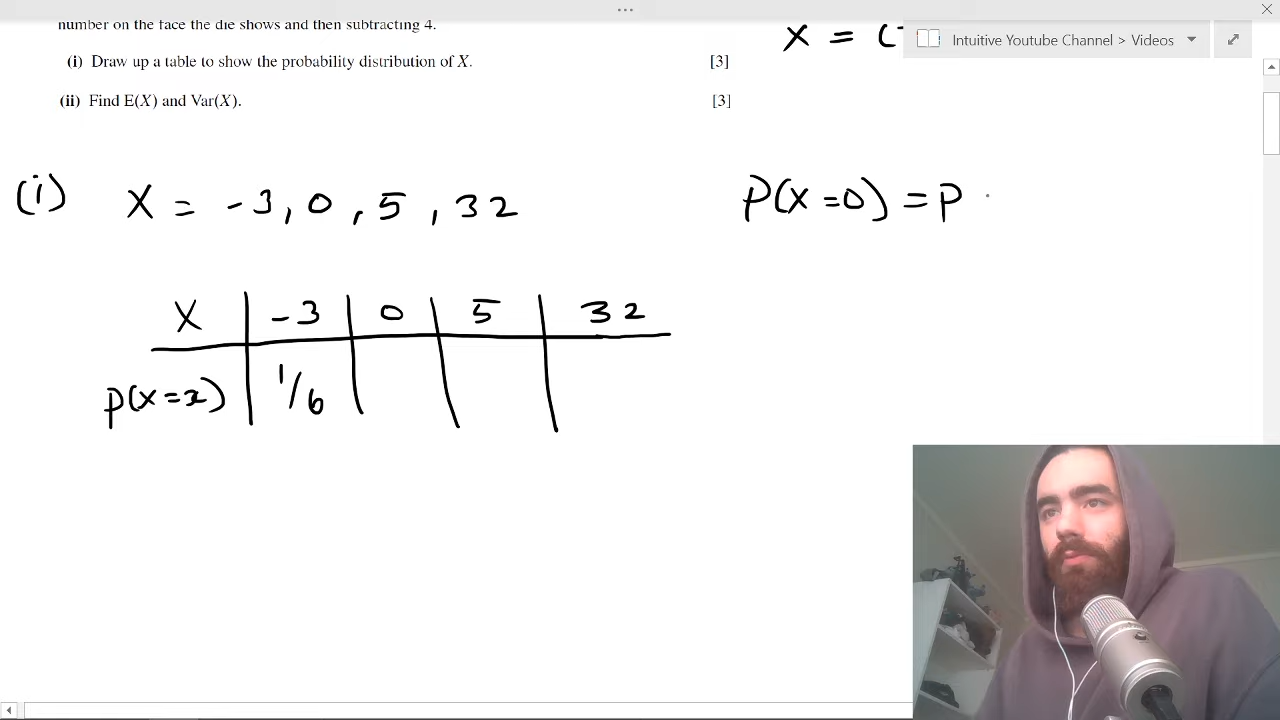 number on the face the die shows and then subtracting 4.
X = (
Intuitive Youtube Channel > Videos
(i) Draw up a table to show the probability distribution of X. [3]
(ii) Find E(X) and Var(X). [3]
(i) X = -3, 0, 5, 32
P(X=0) = P
X -3 0 5 32
P(X=x) 1/6